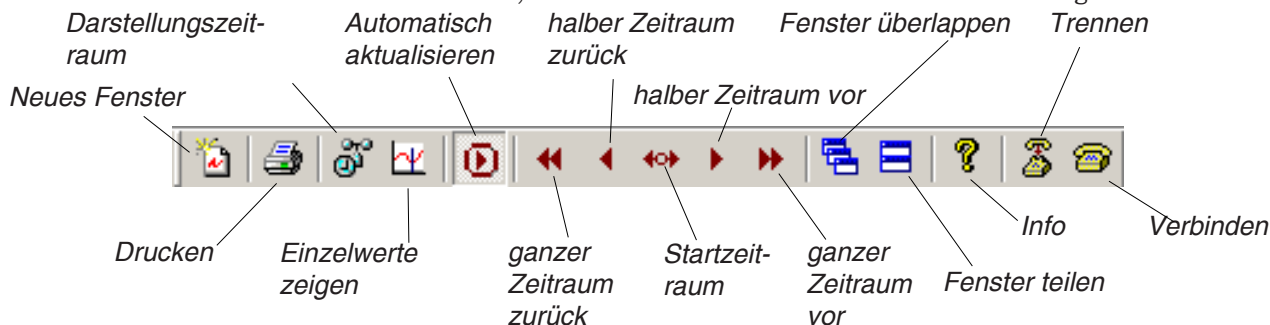 Darstellungszeit-
raum
Automatisch
aktualisieren
halber Zeitraum
zurück
Fenster überlappen
Trennen
Neues Fenster
halber Zeitraum vor
Drucken
Einzelwerte
zeigen
ganzer
Zeitraum
zurück
Startzeit-
raum
ganzer
Zeitraum
vor
Fenster teilen
Info
Verbinden